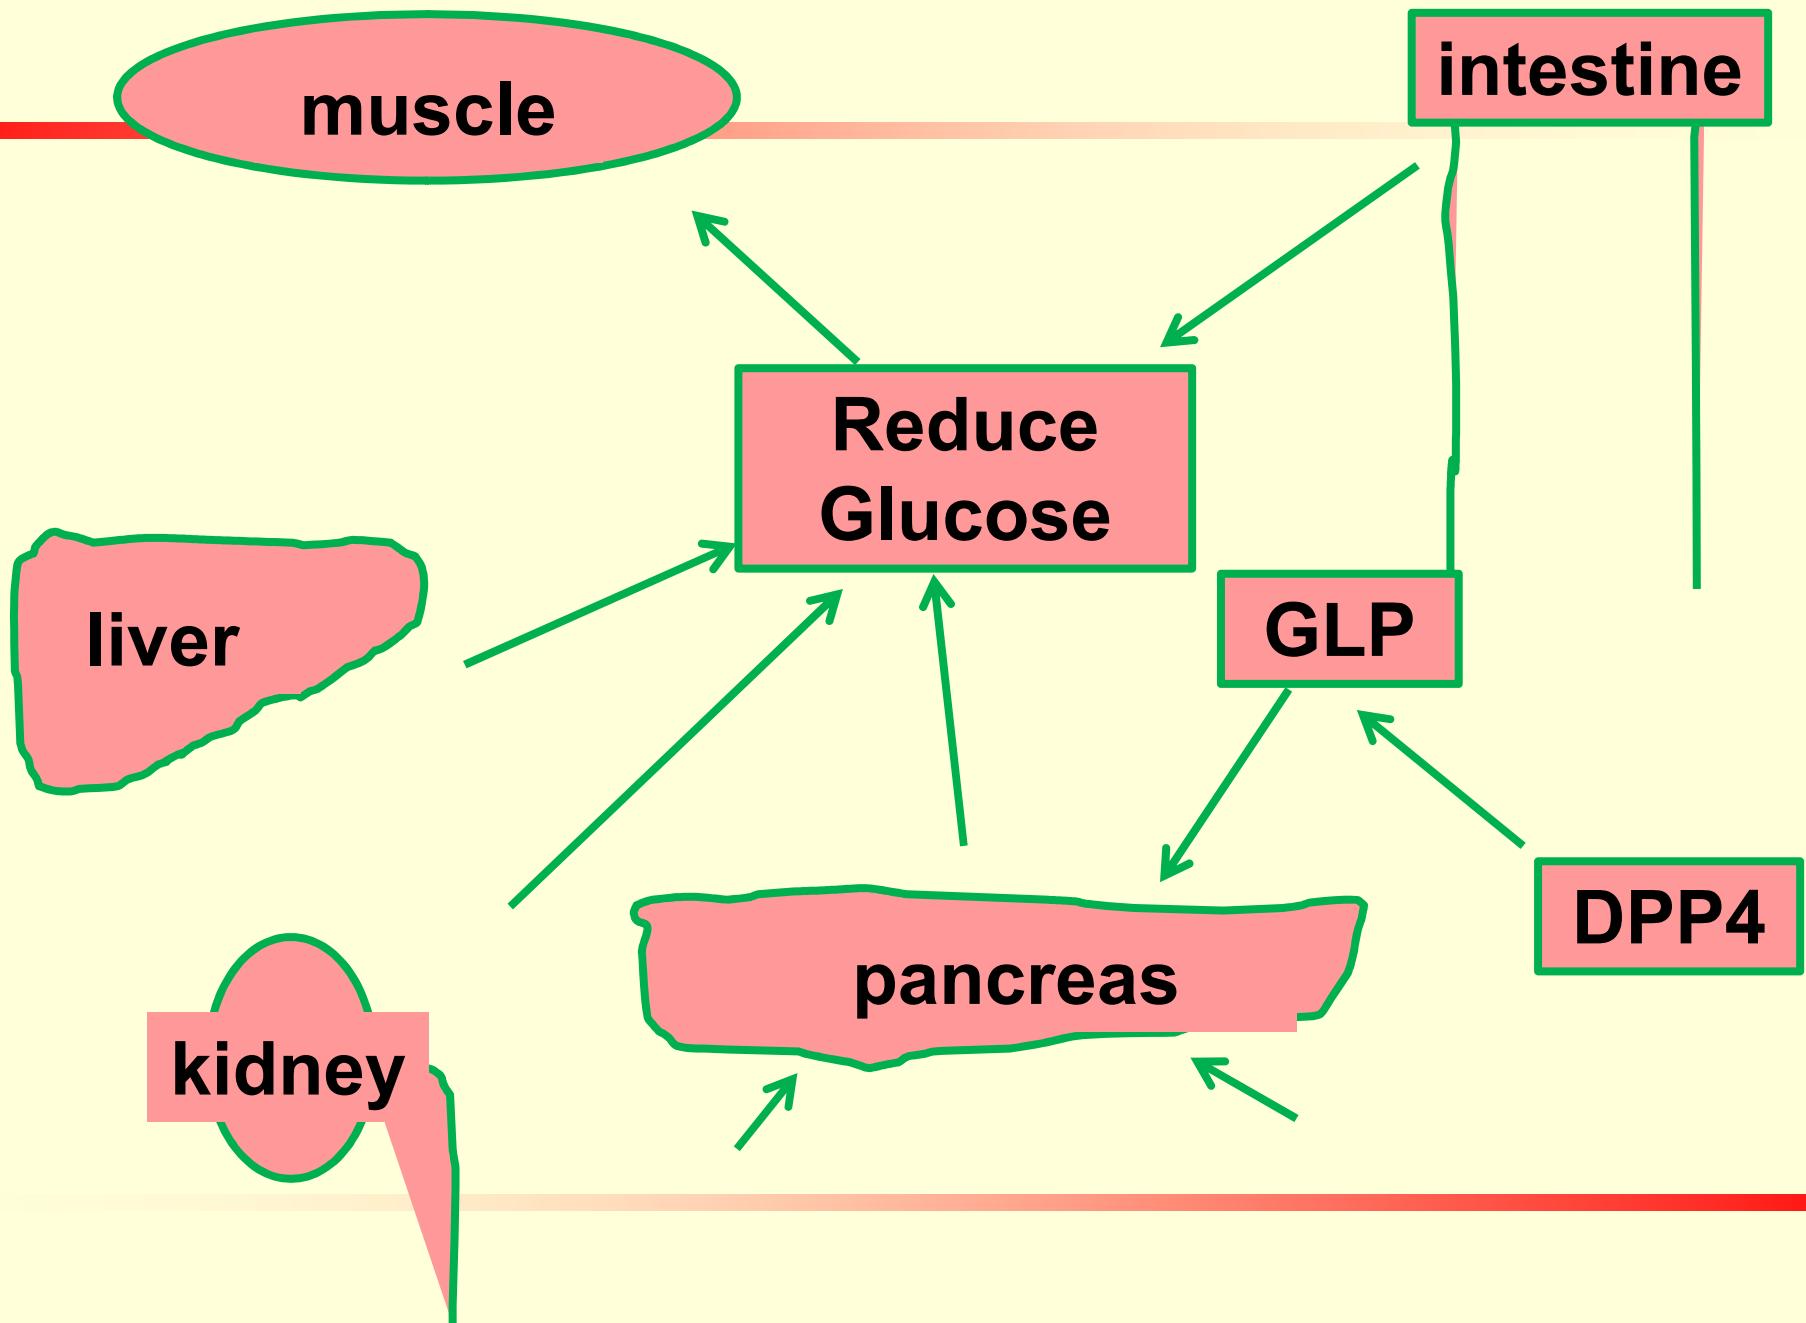 muscle
intestine
Reduce
Glucose
liver
GLP
DPP4
pancreas
kidney